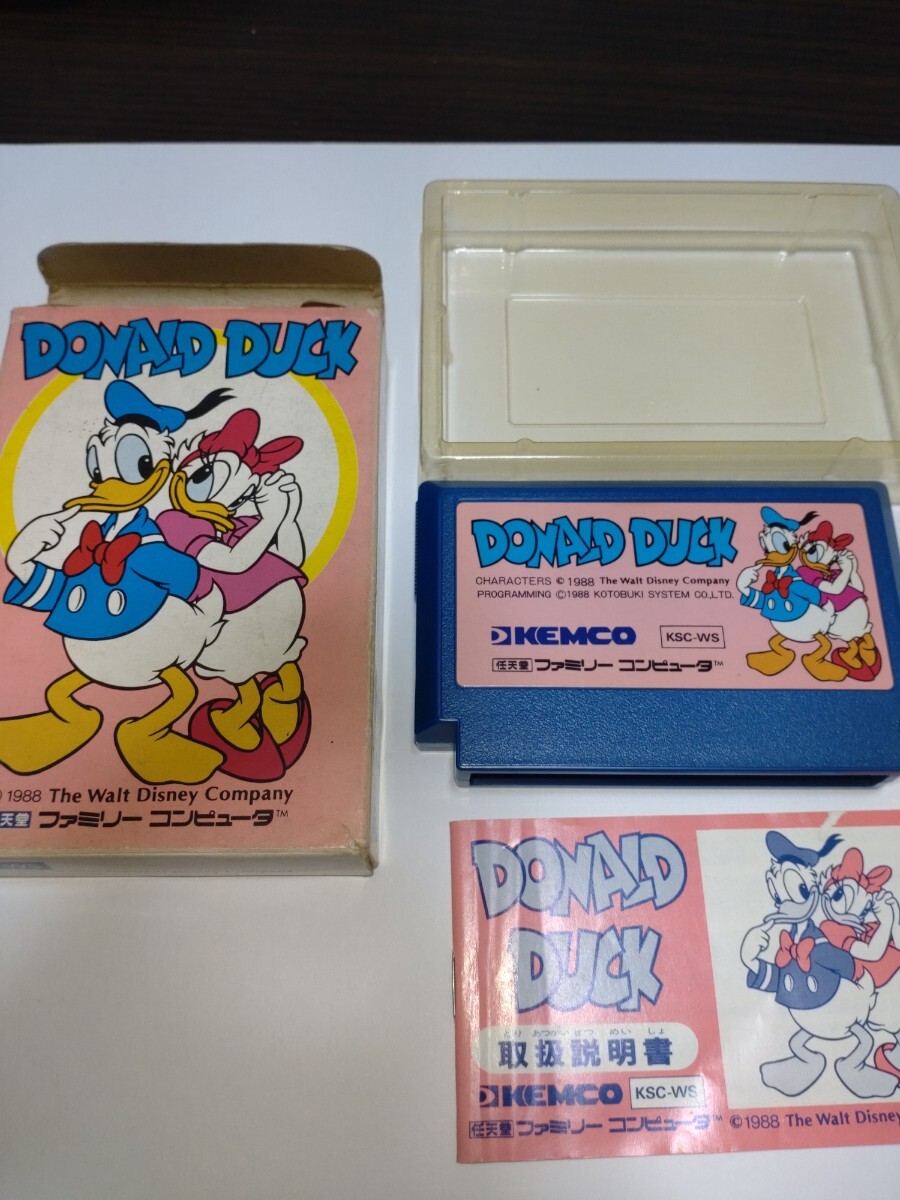 DONALD DUCK
© 1988 The Walt Disney Company
天堂 ファミリー コンピュータ™
DONALD DUCK
CHARACTERS © 1988 The Walt Disney Company
PROGRAMMING ©1988 KOTOBUKI SYSTEM CO.,LTD.
KEMCO KSC-WS
任天堂 ファミリー コンピュータ™
DONALD
DUCK
とり あつかい せつ めい しょ
取扱説明書
KEMCO KSC-WS
任天堂 ファミリー コンピュータ™ ©1988 The Walt Disney